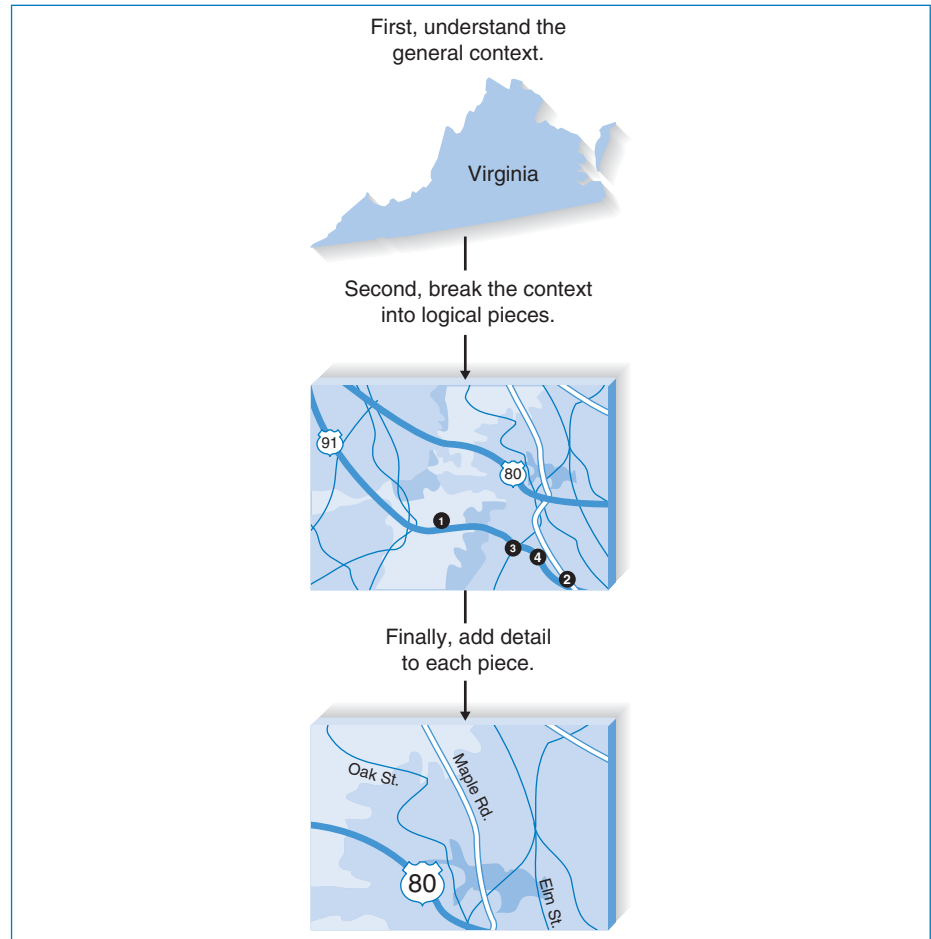 First, understand the
general context.
Virginia
Second, break the context
into logical pieces.
91
80
1
3
4
2
Finally, add detail
to each piece.
Oak St.
Maple Rd.
80
Elm St.